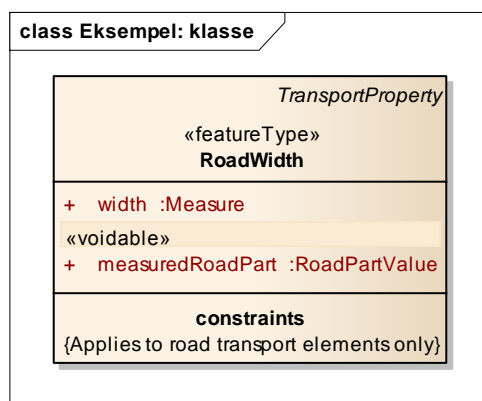 class Eksempel: klasse
TransportProperty
«featureType»
RoadWidth
+ width :Measure
«voidable»
+ measuredRoadPart :RoadPartValue
constraints
{Applies to road transport elements only}